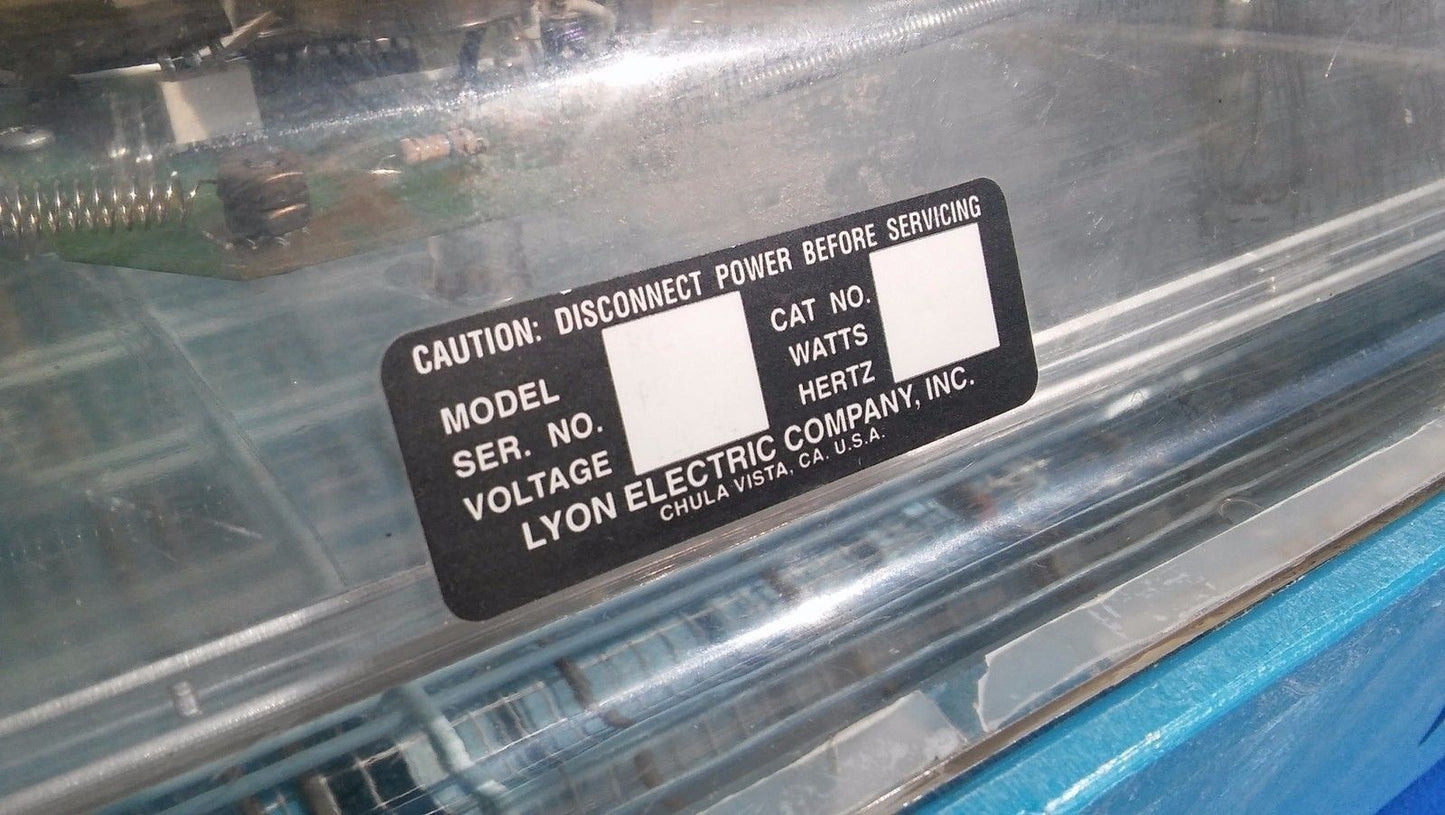 CAUTION: DISCONNECT POWER BEFORE SERVICING
MODEL
SER. NO.
VOLTAGE
CAT NO.
WATTS
HERTZ
LYON ELECTRIC COMPANY, INC.
CHULA VISTA, CA. U.S.A.